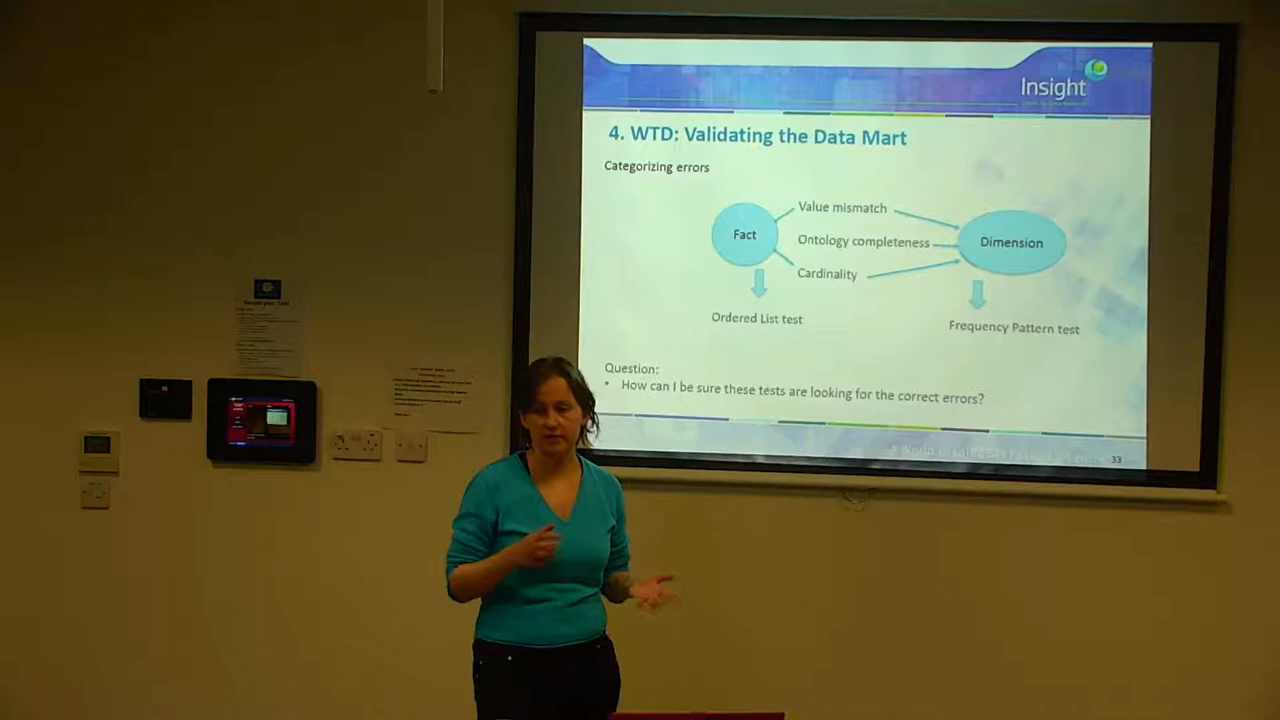 Insight
4. WTD: Validating the Data Mart
Categorizing errors
Value mismatch
Fact
Ontology completeness
Dimension
Cardinality
Ordered List test
Frequency Pattern test
Question:
• How can I be sure these tests are looking for the correct errors?
33